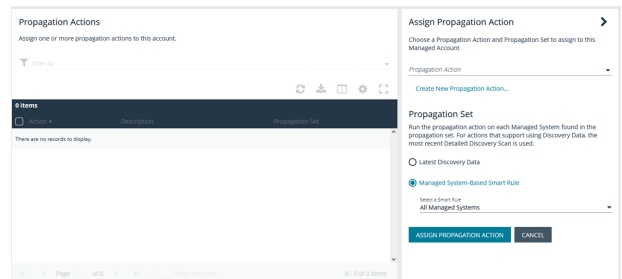 Propagation Actions
Assign one or more propagation actions to this account.
Filter by
0 items
Action
Description
Propagation Set
There are no records to display.
Page
of 0
Items per page
0 - 0 of 0 items
Assign Propagation Action
Choose a Propagation Action and Propagation Set to assign to this
Managed Account
Propagation Action
Create New Propagation Action...
Propagation Set
Run the propagation action on each Managed System found in the
propagation set. For actions that support using Discovery Data, the
most recent Detailed Discovery Scan is used.
Latest Discovery Data
Managed System-Based Smart Rule
Select a Smart Rule
All Managed Systems
ASSIGN PROPAGATION ACTION
CANCEL